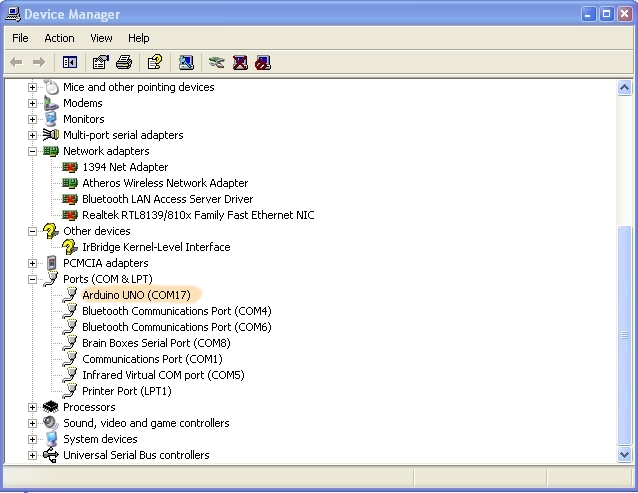 Device Manager
File Action View Help
Mice and other pointing devices
Modems
Monitors
Multi-port serial adapters
Network adapters
1394 Net Adapter
Atheros Wireless Network Adapter
Bluetooth LAN Access Server Driver
Realtek RTL8139/810x Family Fast Ethernet NIC
Other devices
IrBridge Kernel-Level Interface
PCMCIA adapters
Ports (COM & LPT)
Arduino UNO (COM17)
Bluetooth Communications Port (COM4)
Bluetooth Communications Port (COM6)
Brain Boxes Serial Port (COM8)
Communications Port (COM1)
Infrared Virtual COM port (COM5)
Printer Port (LPT1)
Processors
Sound, video and game controllers
System devices
Universal Serial Bus controllers